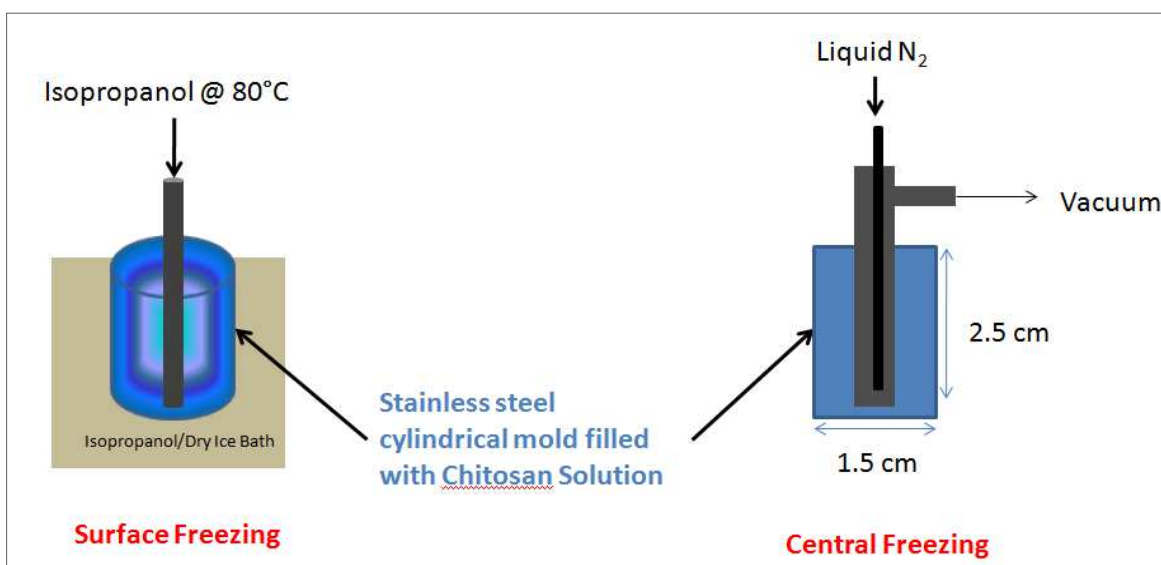 Isopropanol @ 80°C
Isopropanol/Dry Ice Bath
Surface Freezing
Stainless steel
cylindrical mold filled
with Chitosan Solution
Liquid N₂
Vacuum
2.5 cm
1.5 cm
Central Freezing